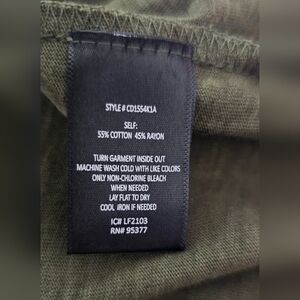 STYLE# CD1554K1A
SELF:
55% COTTON 45% RAYON
TURN GARMENT INSIDE OUT
MACHINE WASH COLD WITH LIKE COLORS
ONLY NON-CHLORINE BLEACH
WHEN NEEDED
LAY FLAT TO DRY
COOL IRON IF NEEDED
IC# LF2103
RN# 95377